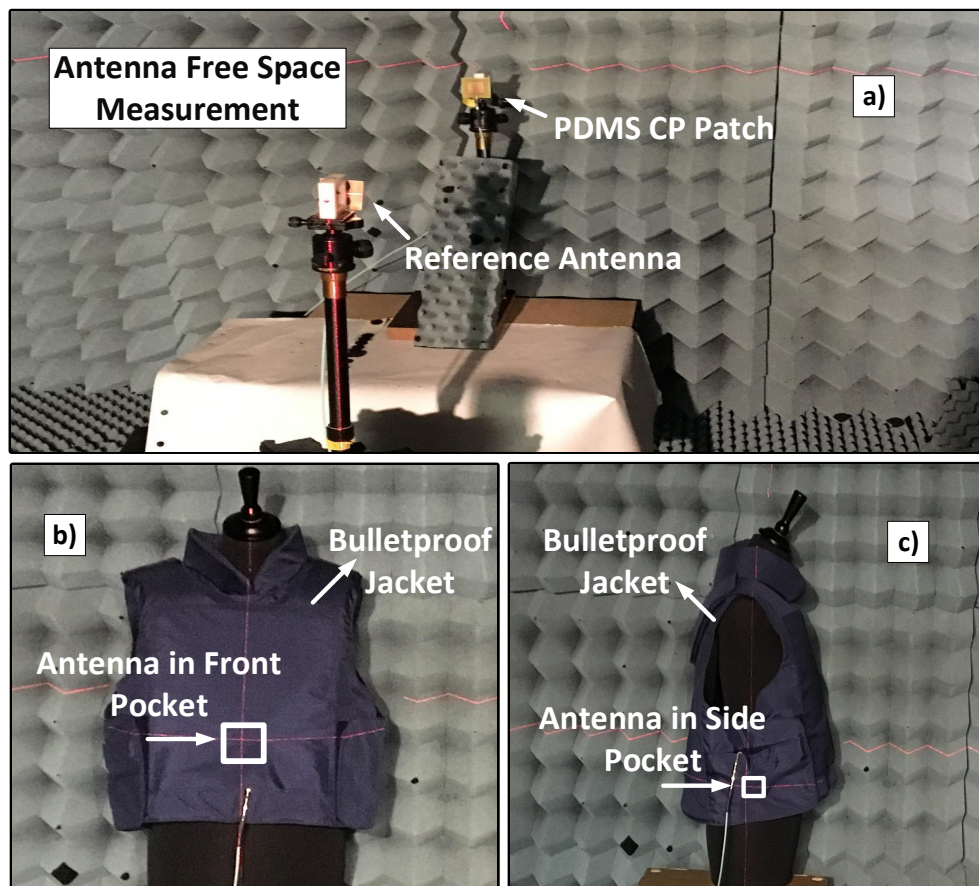 Antenna Free Space
Measurement
a)
PDMS CP Patch
Reference Antenna
b)
Bulletproof
Jacket
Antenna in Front
Pocket
c)
Bulletproof
Jacket
Antenna in Side
Pocket